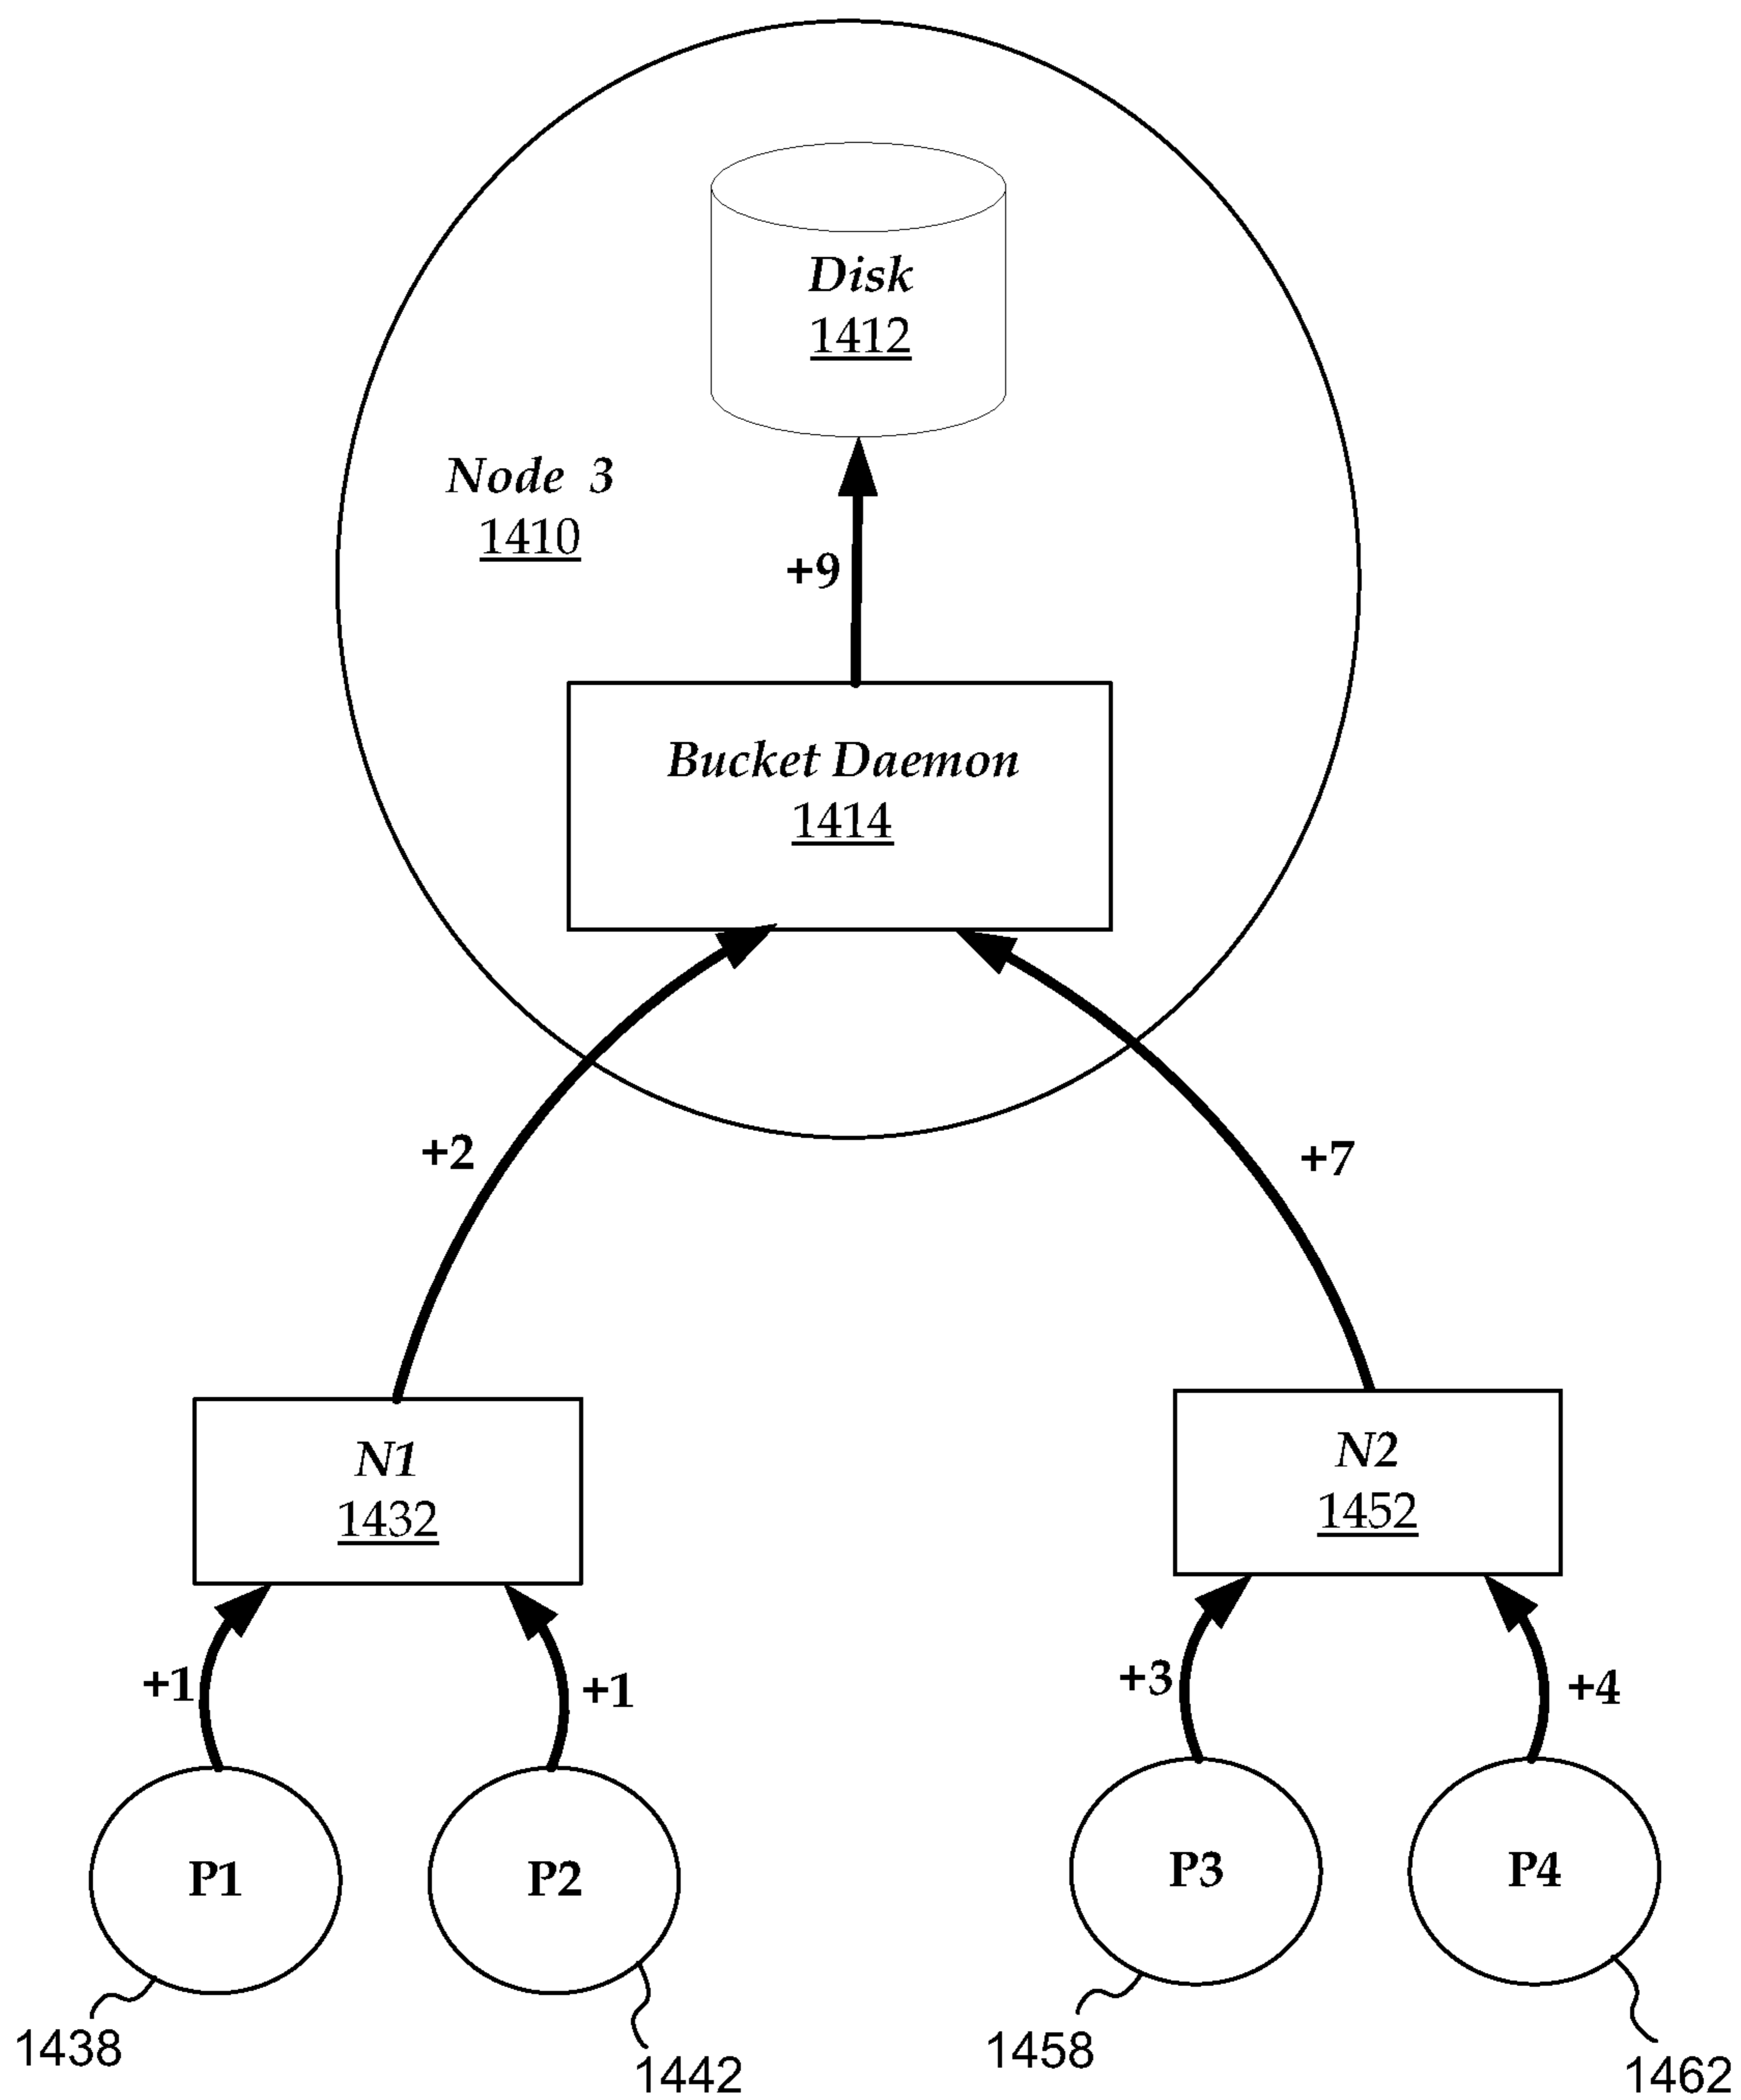 Disk
1412
Node 3
1410
+9
Bucket Daemon
1414
+2
+7
N1
1432
N2
1452
+1
+1
+3
+4
P1
P2
P3
P4
1438
1442
1458
1462